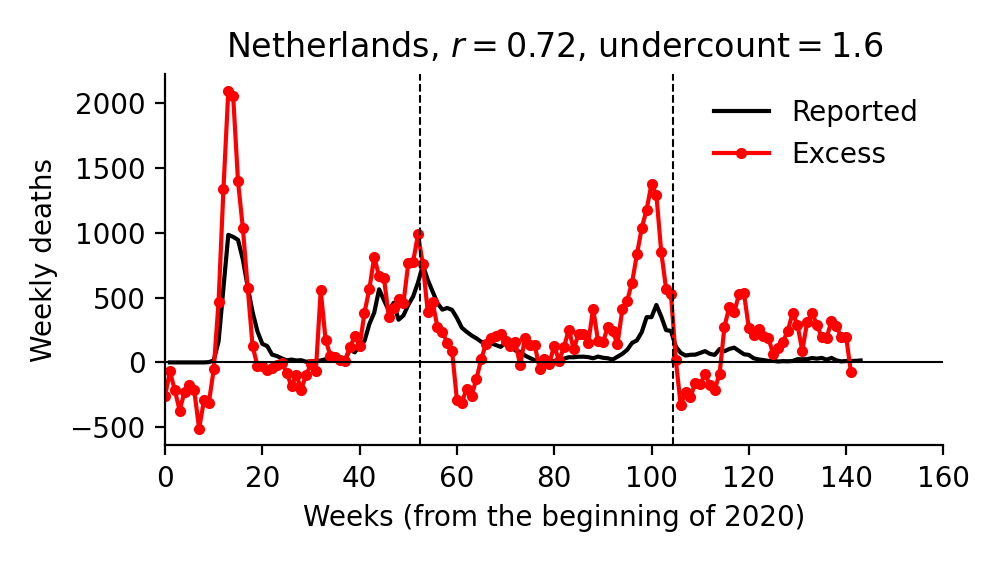 Netherlands, r = 0.72, undercount = 1.6
Weekly deaths
2000
1500
1000
500
0
−500
Reported
Excess
0 20 40 60 80 100 120 140 160
Weeks (from the beginning of 2020)